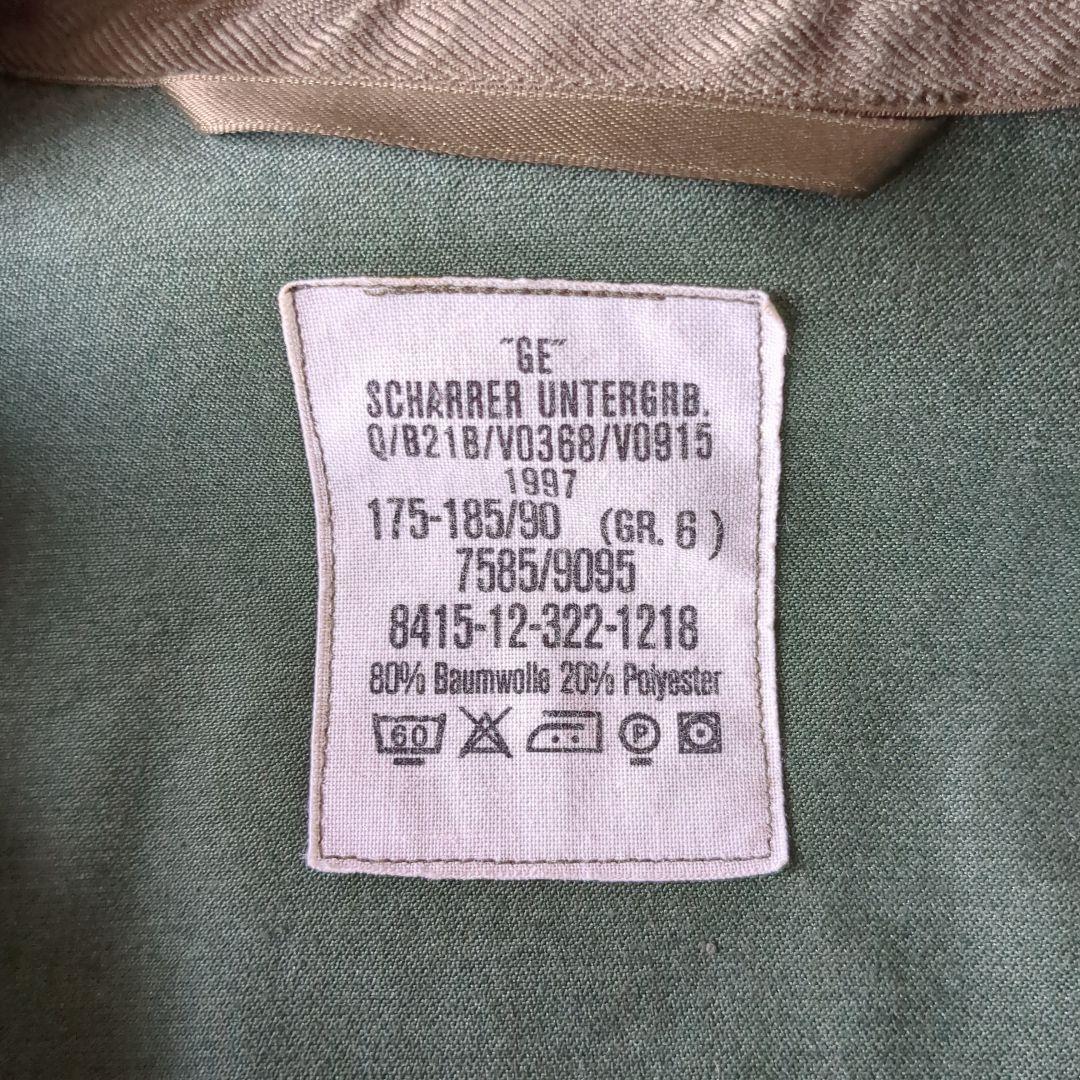 "GE"
SCHARRER UNTERGRB.
Q/B21B/V0368/V0915
1997
175-185/90 (GR. 6)
7585/9095
8415-12-322-1218
80% Baumwolle 20% Polyester
60 P